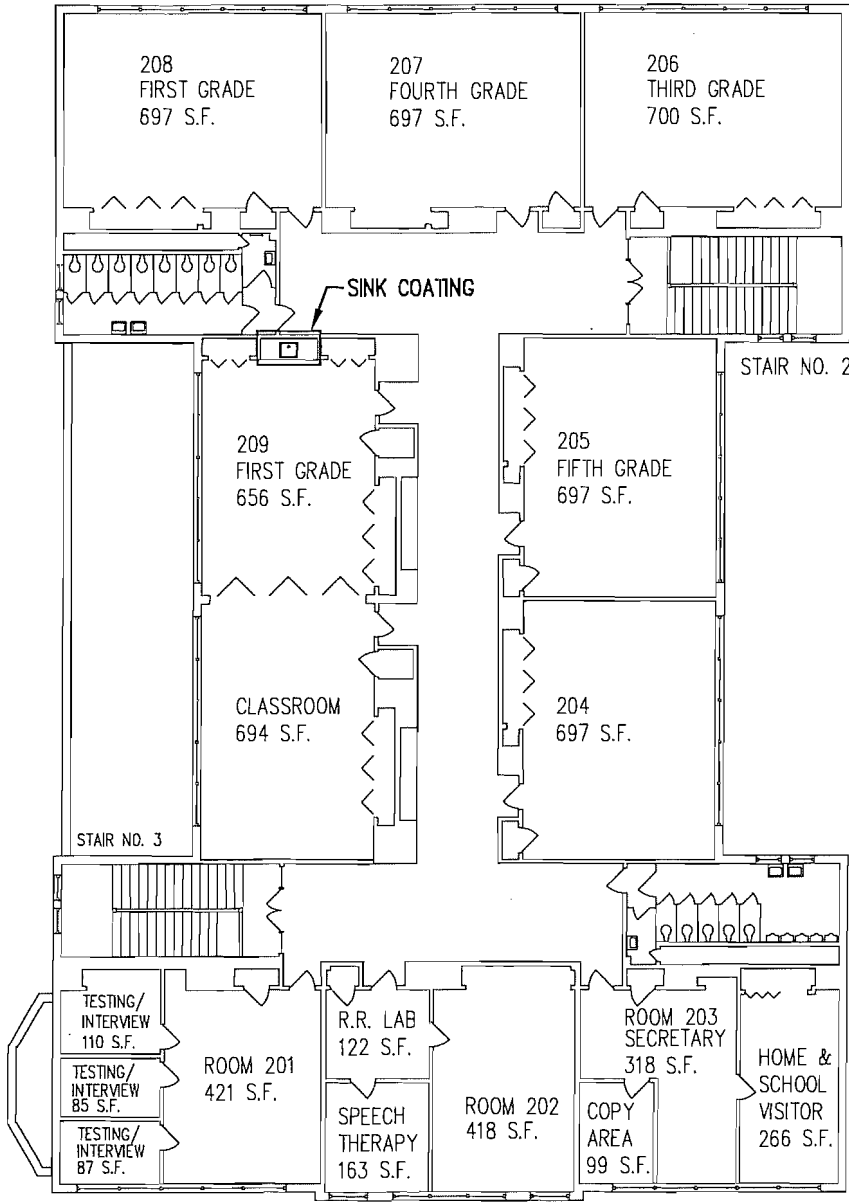 208
FIRST GRADE
697 S.F.
207
FOURTH GRADE
697 S.F.
206
THIRD GRADE
700 S.F.
SINK COATING
STAIR NO. 2
209
FIRST GRADE
656 S.F.
205
FIFTH GRADE
697 S.F.
CLASSROOM
694 S.F.
204
697 S.F.
STAIR NO. 3
TESTING/
INTERVIEW
110 S.F.
TESTING/
INTERVIEW
85 S.F.
TESTING/
INTERVIEW
87 S.F.
ROOM 201
421 S.F.
R.R. LAB
122 S.F.
SPEECH
THERAPY
163 S.F.
ROOM 202
418 S.F.
ROOM 203
SECRETARY
318 S.F.
COPY
AREA
99 S.F.
HOME &
SCHOOL
VISITOR
266 S.F.